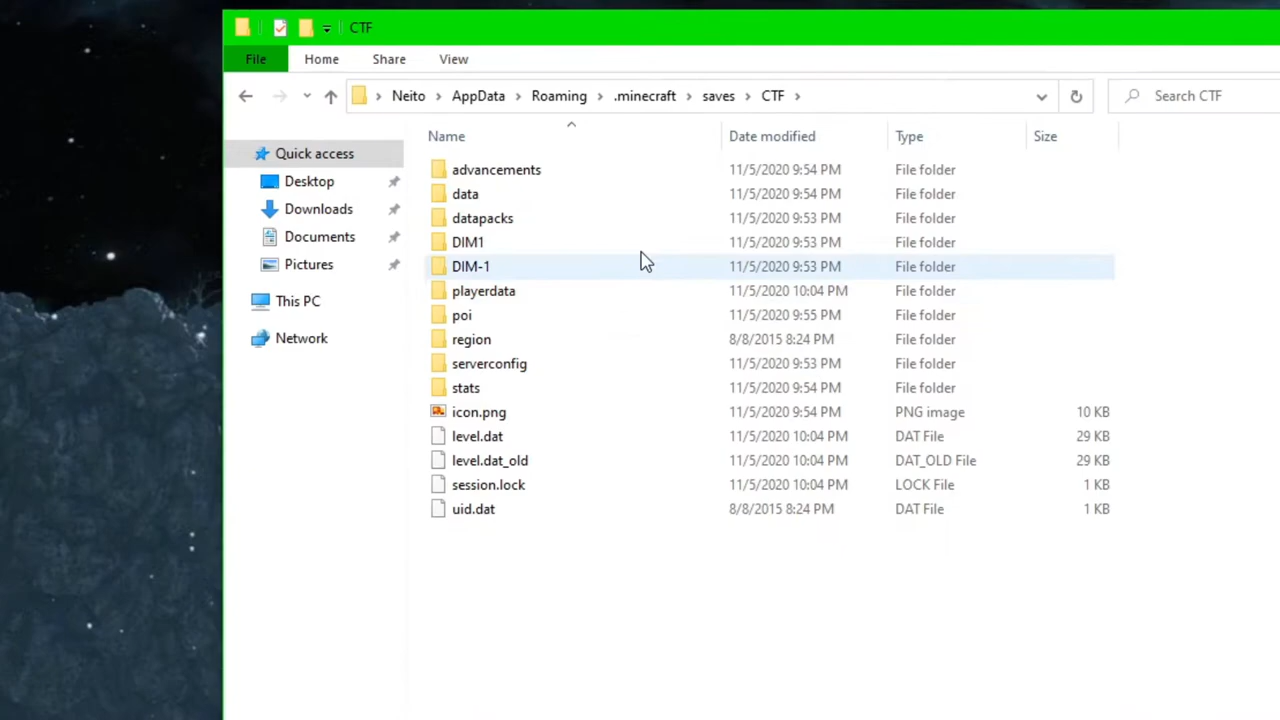 CTF
File Home Share View
Neito AppData Roaming .minecraft saves CTF Search CTF
Name Date modified Type Size
Quick access
Desktop
Downloads
Documents
Pictures
This PC
Network
advancements 11/5/2020 9:54 PM File folder
data 11/5/2020 9:54 PM File folder
datapacks 11/5/2020 9:53 PM File folder
DIM1 11/5/2020 9:53 PM File folder
DIM-1 11/5/2020 9:53 PM File folder
playerdata 11/5/2020 10:04 PM File folder
poi 11/5/2020 9:55 PM File folder
region 8/8/2015 8:24 PM File folder
serverconfig 11/5/2020 9:53 PM File folder
stats 11/5/2020 9:54 PM File folder
icon.png 11/5/2020 9:54 PM PNG image 10 KB
level.dat 11/5/2020 10:04 PM DAT File 29 KB
level.dat_old 11/5/2020 10:04 PM DAT_OLD File 29 KB
session.lock 11/5/2020 10:04 PM LOCK File 1 KB
uid.dat 8/8/2015 8:24 PM DAT File 1 KB